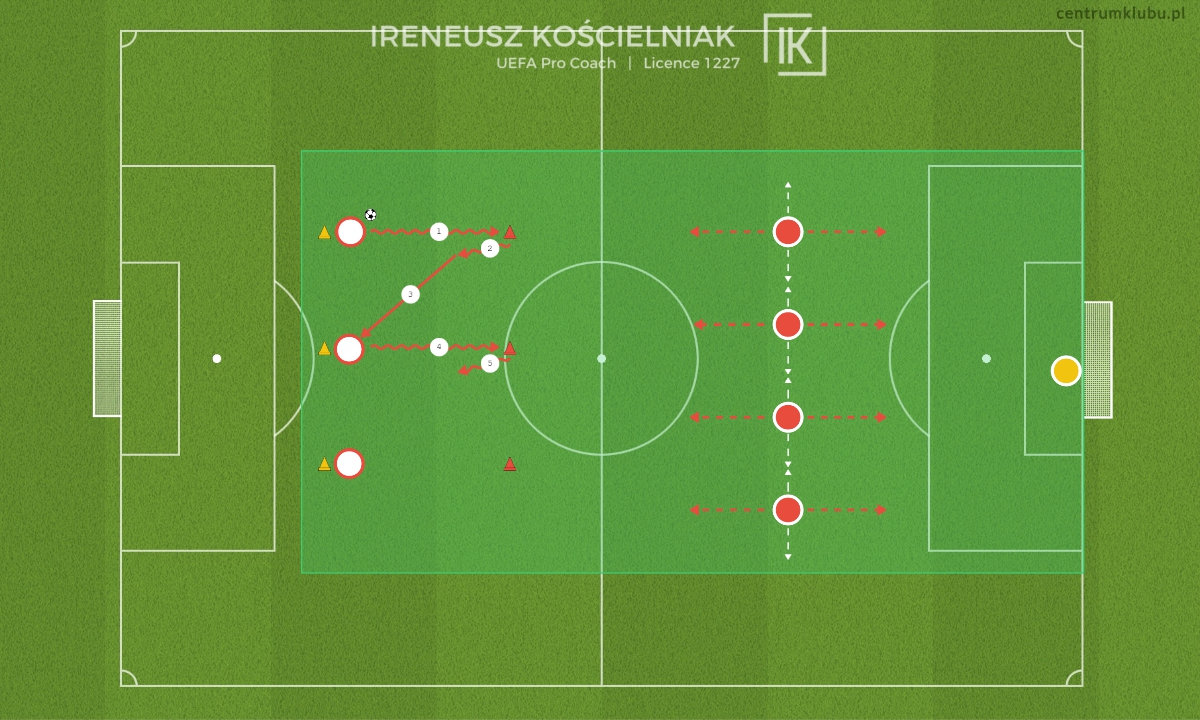 centrumklubu.pl
IRENEUSZ KOŚCIELNIAK
UEFA Pro Coach | Licence 1227
IK
1
2
3
4
5